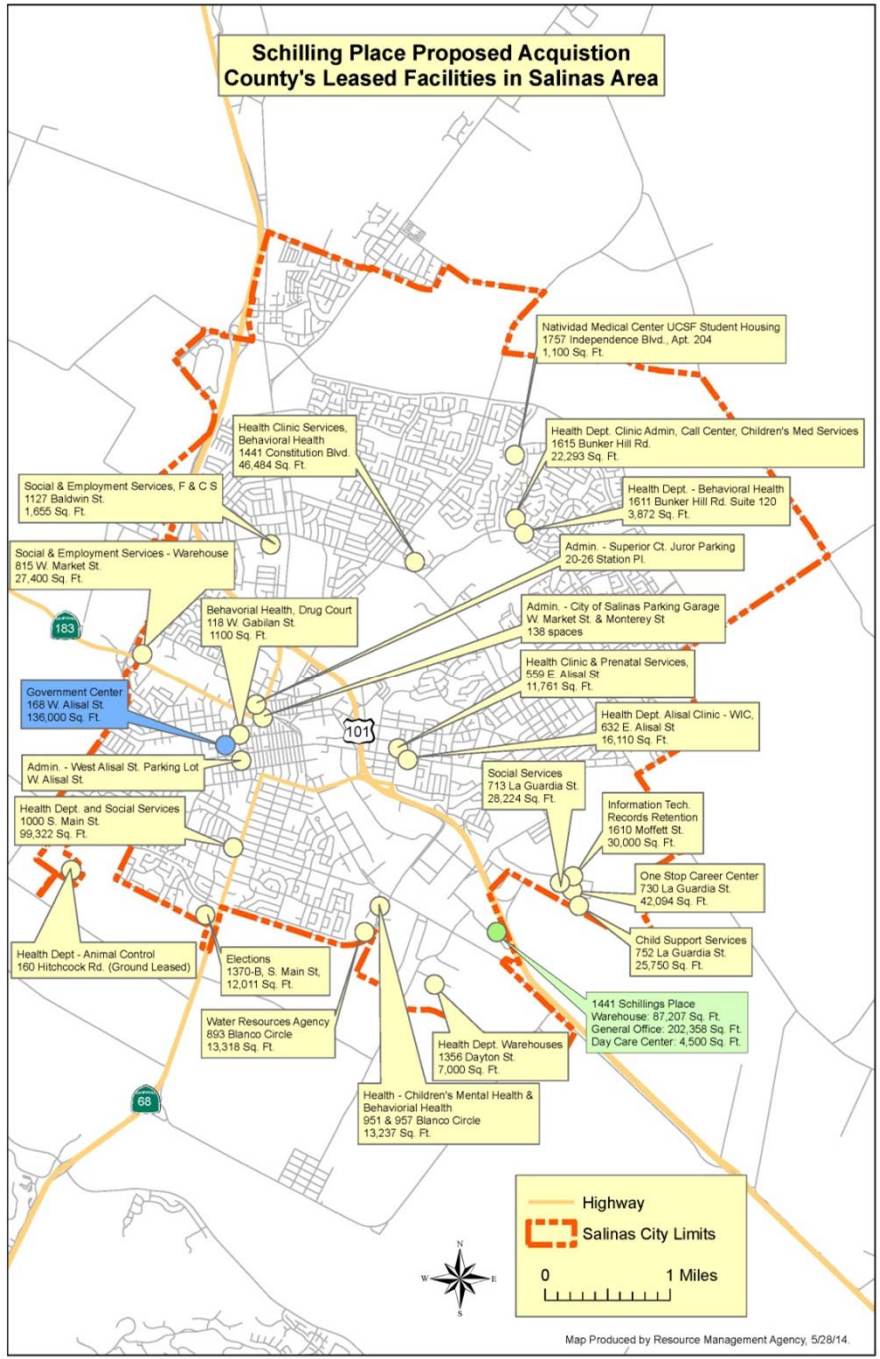 Schilling Place Proposed Acquistion
County's Leased Facilities in Salinas Area
Natividad Medical Center UCSF Student Housing
1757 Independence Blvd., Apt. 204
1,100 Sq. Ft.
Health Clinic Services,
Behavioral Health
1441 Constitution Blvd.
46,484 Sq. Ft.
Health Dept. Clinic Admin, Call Center, Children's Med Services
1615 Bunker Hill Rd.
22,293 Sq. Ft.
Social & Employment Services, F & C S
1127 Baldwin St.
1,655 Sq. Ft.
Health Dept. - Behavioral Health
1611 Bunker Hill Rd. Suite 120
3,872 Sq. Ft.
Social & Employment Services - Warehouse
815 W. Market St.
27,400 Sq. Ft.
Admin. - Superior Ct. Juror Parking
20-26 Station Pl.
Behavorial Health, Drug Court
118 W. Gabilan St.
1100 Sq. Ft.
Admin. - City of Salinas Parking Garage
W. Market St. & Monterey St
138 spaces
183
Health Clinic & Prenatal Services,
559 E. Alisal St
11,761 Sq. Ft.
Government Center
168 W. Alisal St.
136,000 Sq. Ft.
101
Health Dept. Alisal Clinic - WIC,
632 E. Alisal St
16,110 Sq. Ft.
Admin. - West Alisal St. Parking Lot
W. Alisal St.
Social Services
713 La Guardia St.
28,224 Sq. Ft.
Health Dept. and Social Services
1000 S. Main St.
99,322 Sq. Ft.
Information Tech.
Records Retention
1610 Moffett St.
30,000 Sq. Ft.
One Stop Career Center
730 La Guardia St.
42,094 Sq. Ft.
Child Support Services
752 La Guardia St.
25,750 Sq. Ft.
Health Dept - Animal Control
160 Hitchcock Rd. (Ground Leased)
Elections
1370-B, S. Main St,
12,011 Sq. Ft.
1441 Schillings Place
Warehouse: 87,207 Sq. Ft.
General Office: 202,358 Sq. Ft.
Day Care Center: 4,500 Sq. Ft.
Water Resources Agency
893 Blanco Circle
13,318 Sq. Ft.
Health Dept. Warehouses
1356 Dayton St.
7,000 Sq. Ft.
Health - Children's Mental Health &
Behaviorial Health
951 & 957 Blanco Circle
13,237 Sq. Ft.
68
Highway
Salinas City Limits
0 1 Miles
N
W E
S
Map Produced by Resource Management Agency, 5/28/14.